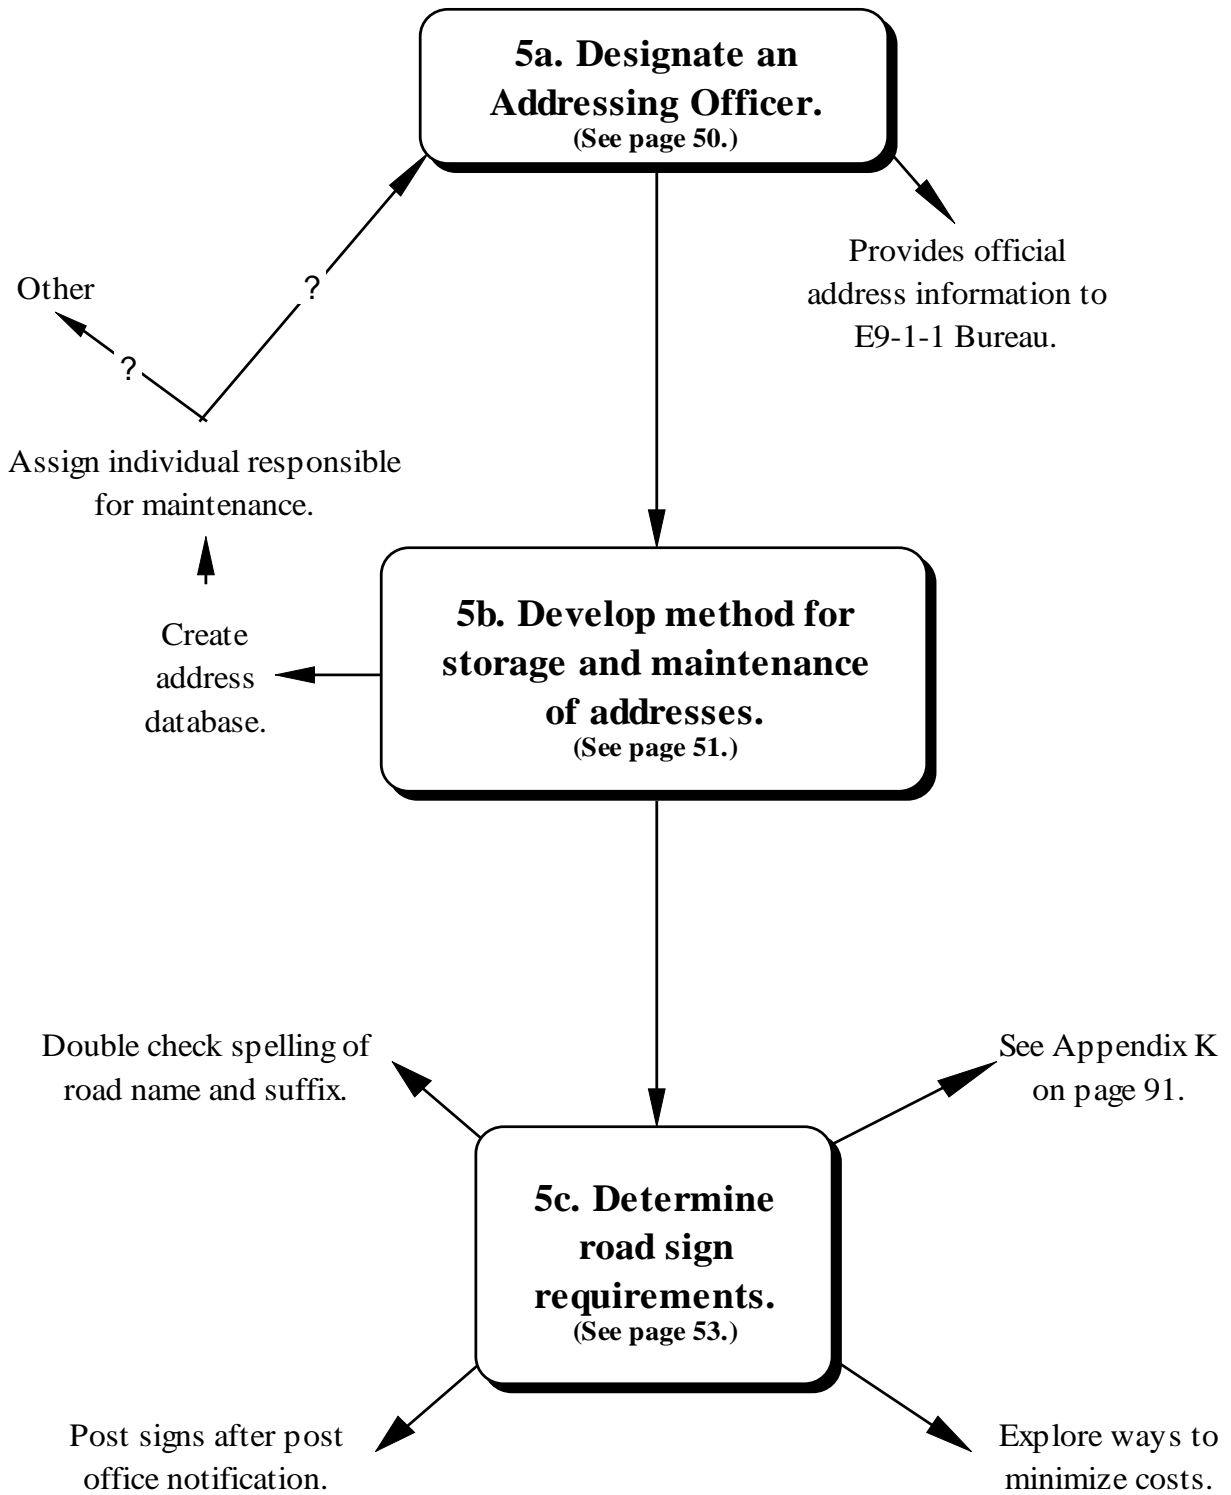 5a. Designate an
Addressing Officer.
(See page 50.)
Provides official
address information to
E9-1-1 Bureau.
?
Other
?
Assign individual responsible
for maintenance.
Create
address
database.
5b. Develop method for
storage and maintenance
of addresses.
(See page 51.)
Double check spelling of
road name and suffix.
See Appendix K
on page 91.
5c. Determine
road sign
requirements.
(See page 53.)
Post signs after post
office notification.
Explore ways to
minimize costs.